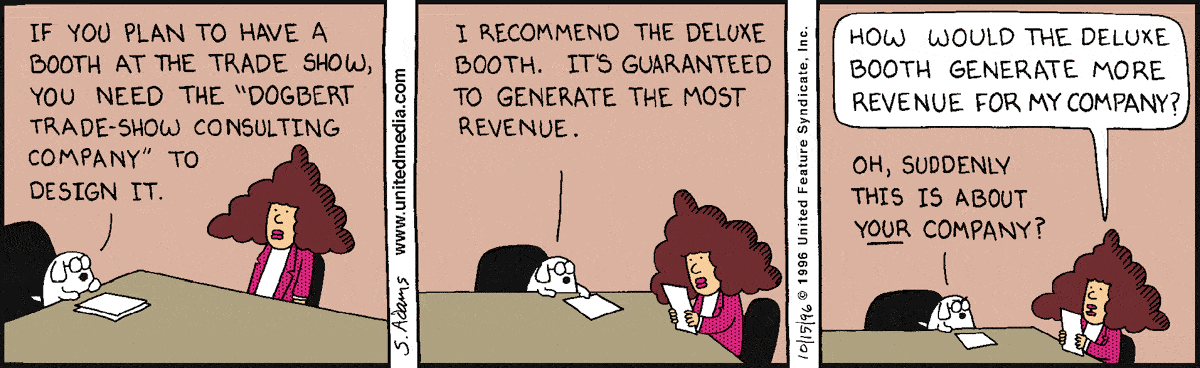 IF YOU PLAN TO HAVE A
BOOTH AT THE TRADE SHOW,
YOU NEED THE "DOGBERT
TRADE-SHOW CONSULTING
COMPANY" TO
DESIGN IT.
S. Adams
www.unitedmedia.com
I RECOMMEND THE DELUXE
BOOTH. IT'S GUARANTEED
TO GENERATE THE MOST
REVENUE.
10/15/96 © 1996 United Feature Syndicate, Inc.
HOW WOULD THE DELUXE
BOOTH GENERATE MORE
REVENUE FOR MY COMPANY?
OH, SUDDENLY
THIS IS ABOUT
YOUR COMPANY?